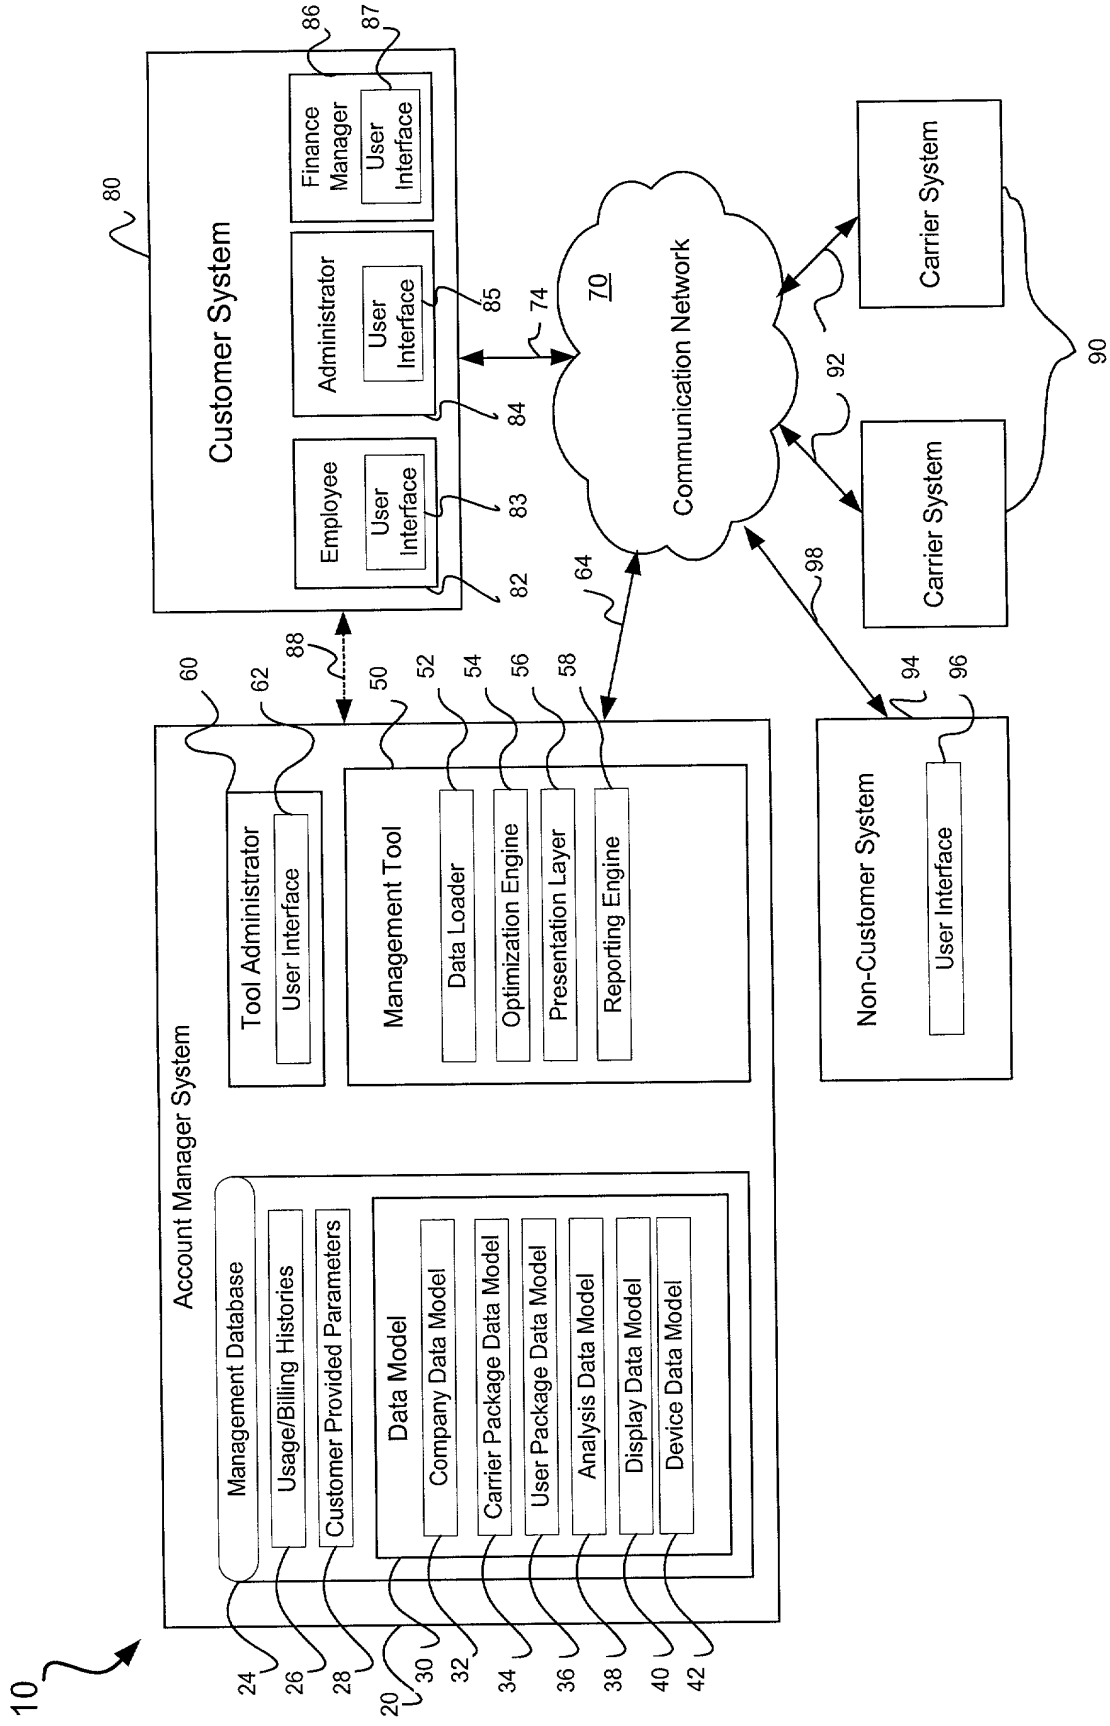 10
Account Manager System
20
Management Database
24
Usage/Billing Histories
26
Customer Provided Parameters
28
Data Model
30
Company Data Model
32
Carrier Package Data Model
34
User Package Data Model
36
Analysis Data Model
38
Display Data Model
40
Device Data Model
42
Tool Administrator
60
User Interface
62
Management Tool
50
Data Loader
52
Optimization Engine
54
Presentation Layer
56
Reporting Engine
58
88
64
Customer System
80
Employee
User
Interface
82
83
Administrator
User
Interface
84
85
Finance
Manager
User
Interface
86
87
74
70
Communication Network
98
92
92
Non-Customer System
94
User Interface
96
Carrier System
Carrier System
90